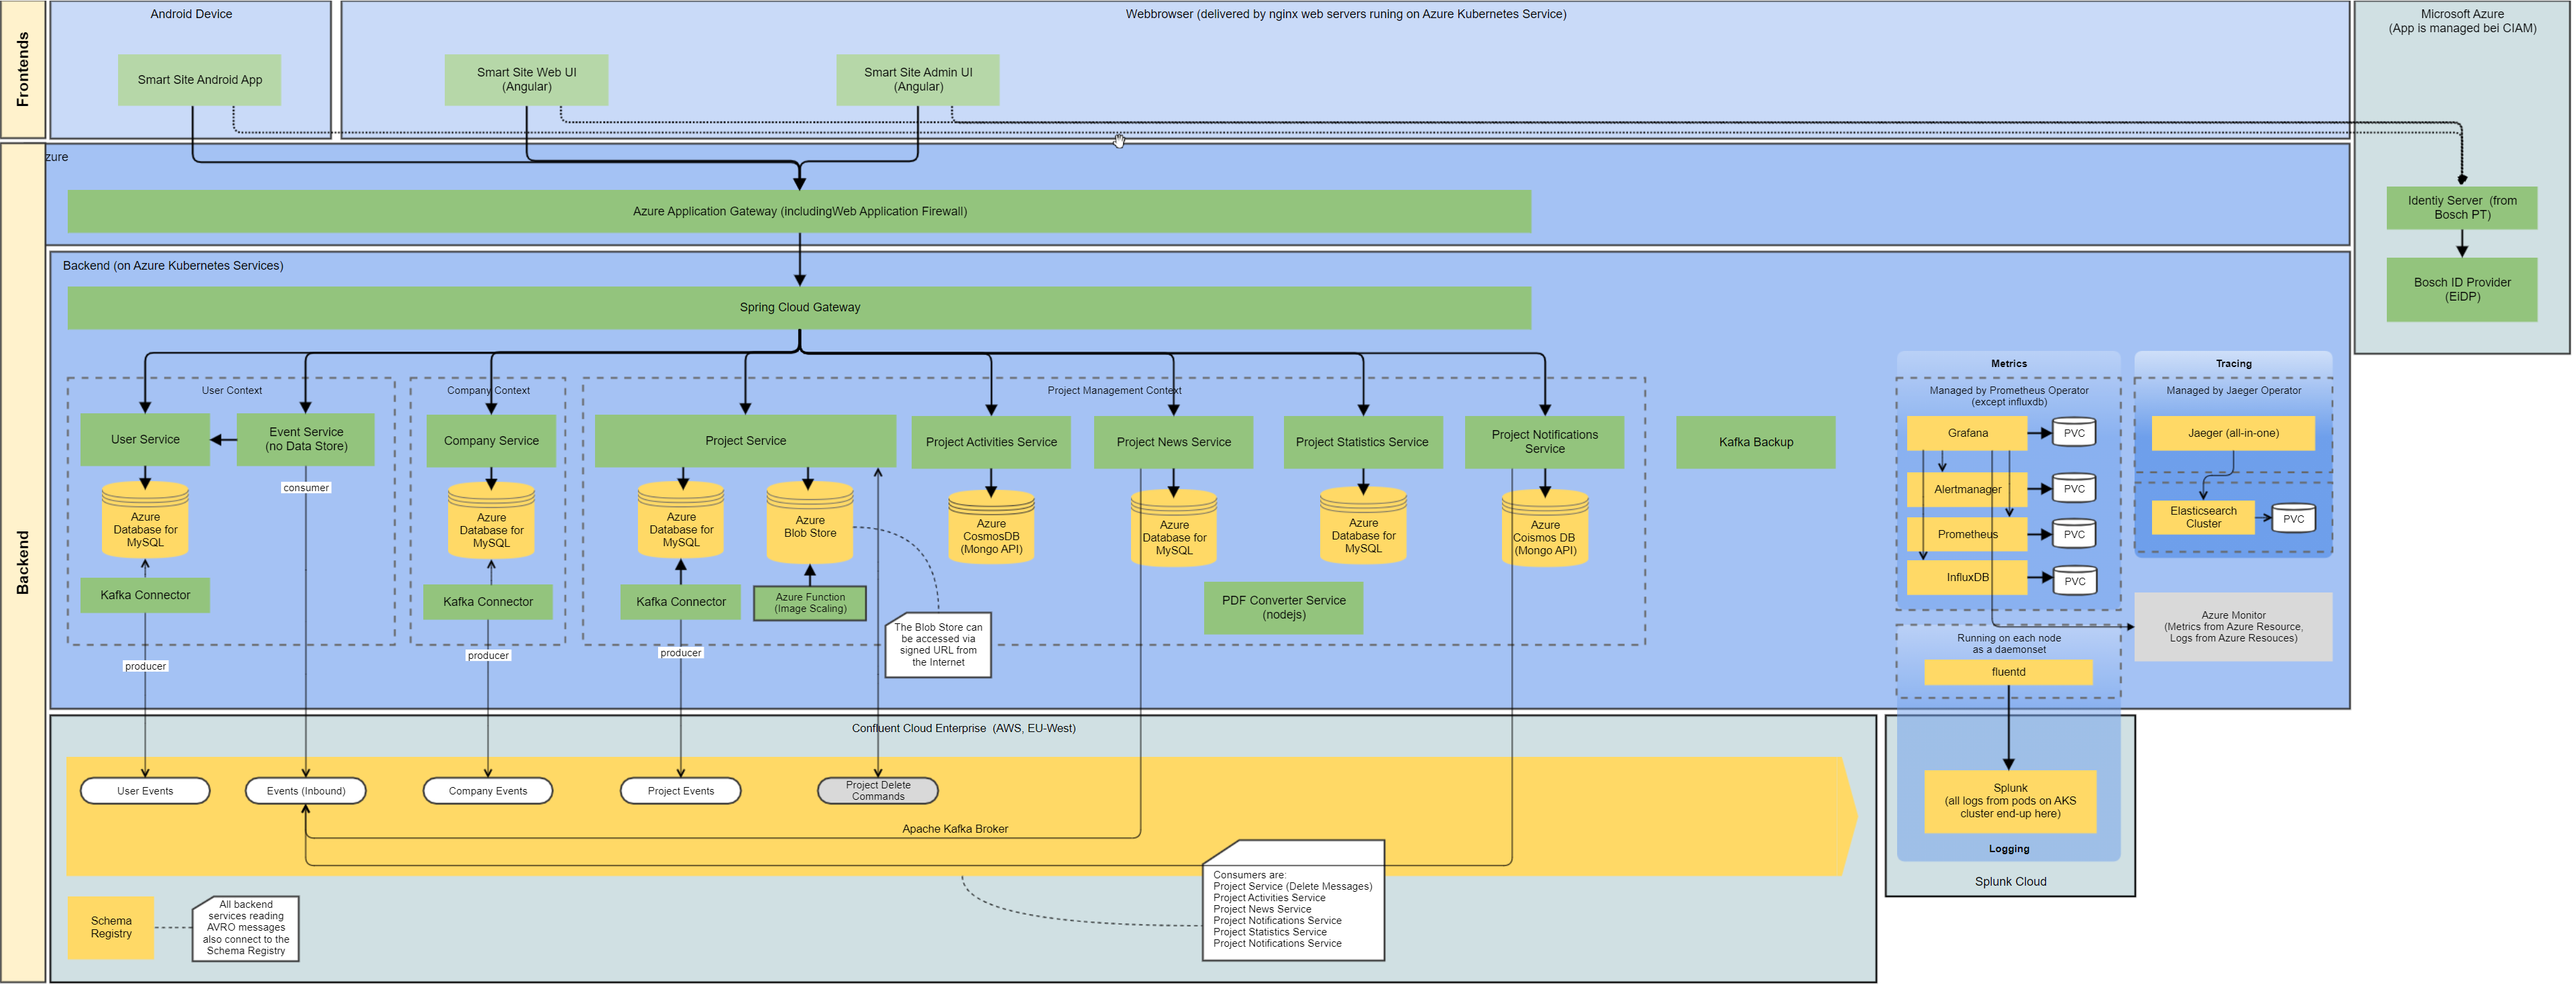 Frontends
Android Device
Smart Site Android App
Webbrowser (delivered by nginx web servers runing on Azure Kubernetes Service)
Smart Site Web UI
(Angular)
Smart Site Admin UI
(Angular)
Microsoft Azure
(App is managed bei CIAM)
Identiy Server (from
Bosch PT)
Bosch ID Provider
(EiDP)
Backend
zure
Azure Application Gateway (includingWeb Application Firewall)
Backend (on Azure Kubernetes Services)
Spring Cloud Gateway
User Context
User Service
Event Service
(no Data Store)
consumer
Azure
Database for
MySQL
Kafka Connector
producer
Company Context
Company Service
Azure
Database for
MySQL
Kafka Connector
producer
Project Management Context
Project Service
Azure
Database for
MySQL
Azure
Blob Store
Kafka Connector
producer
Azure Function
(Image Scaling)
The Blob Store can
be accessed via
signed URL from
the Internet
Project Activities Service
Azure
CosmosDB
(Mongo API)
Project News Service
Azure
Database for
MySQL
Project Statistics Service
Azure
Database for
MySQL
Project Notifications
Service
Azure
Coismos DB
(Mongo API)
PDF Converter Service
(nodejs)
Kafka Backup
Metrics
Managed by Prometheus Operator
(except influxdb)
Grafana
PVC
Alertmanager
PVC
Prometheus
PVC
InfluxDB
PVC
Tracing
Managed by Jaeger Operator
Jaeger (all-in-one)
Elasticsearch
Cluster
PVC
Azure Monitor
(Metrics from Azure Resource,
Logs from Azure Resouces)
Running on each node
as a daemonset
fluentd
Splunk
(all logs from pods on AKS
cluster end-up here)
Logging
Splunk Cloud
Confluent Cloud Enterprise (AWS, EU-West)
User Events
Events (Inbound)
Company Events
Project Events
Project Delete
Commands
Apache Kafka Broker
Schema
Registry
All backend
services reading
AVRO messages
also connect to the
Schema Registry
Consumers are:
Project Service (Delete Messages)
Project Activities Service
Project News Service
Project Notifications Service
Project Statistics Service
Project Notifications Service